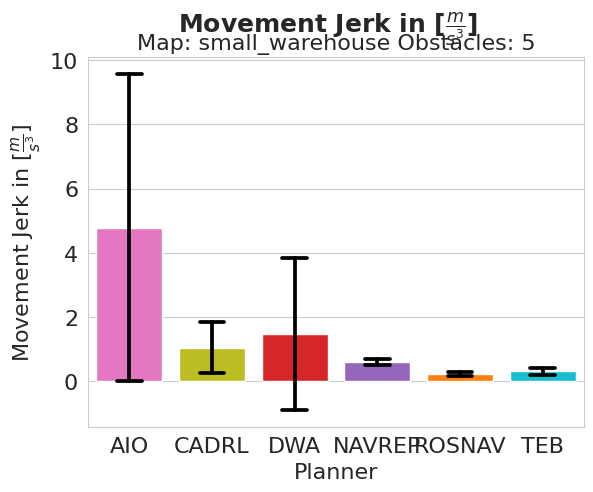 Movement Jerk in [m/s³]
Map: small_warehouse Obstacles: 5
Movement Jerk in [m/s³]
10
8
6
4
2
0
AIO CADRL DWA NAVREP ROSNAV TEB
Planner